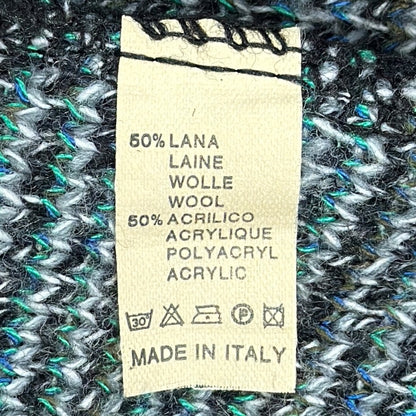 50% LANA
LAINE
WOLLE
WOOL
50% ACRILICO
ACRYLIQUE
POLYACRYL
ACRYLIC
30° P
MADE IN ITALY